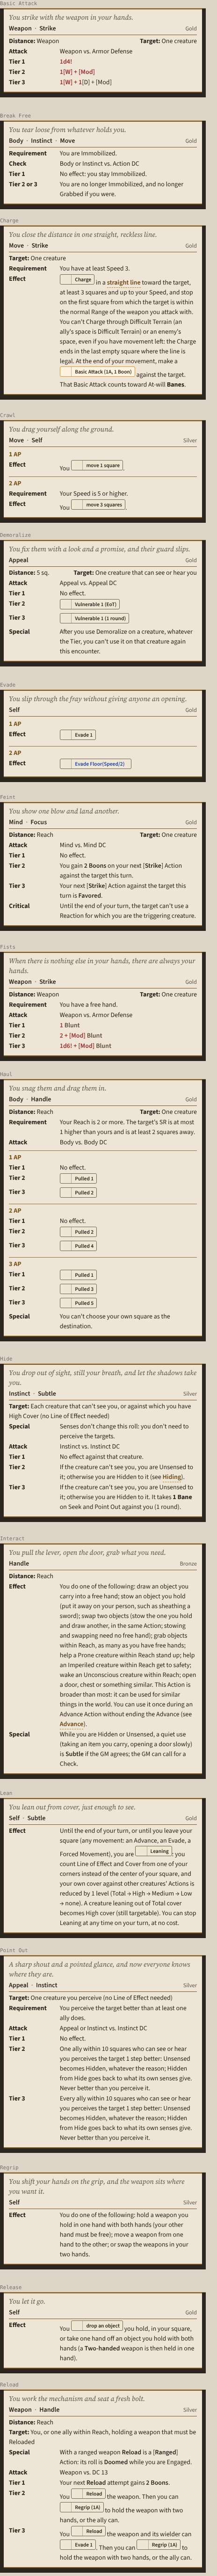 Basic Attack
You strike with the weapon in your hands.
Weapon · Strike Gold
Distance: Weapon Target: One creature
Attack Weapon vs. Armor Defense
Tier 1 1d4!
Tier 2 1[W] + [Mod]
Tier 3 1[W] + 1[D] + [Mod]
Break Free
You tear loose from whatever holds you.
Body · Instinct · Move Gold
Requirement You are Immobilized.
Check Body or Instinct vs. Action DC
Tier 1 No effect: you stay Immobilized.
Tier 2 or 3 You are no longer Immobilized, and no longer
Grabbed if you were.
Charge
You close the distance in one straight, reckless line.
Move · Strike Gold
Target: One creature
Requirement You have at least Speed 3.
Effect Charge in a straight line toward the target,
at least 3 squares and up to your Speed, and stop
on the first square from which the target is within
the normal Range of the weapon you attack with.
You can't Charge through Difficult Terrain (an
ally's space is Difficult Terrain) or an enemy's
space, even if you have movement left: the Charge
ends in the last empty square where the line is
legal. At the end of your movement, make a
Basic Attack (1A, 1 Boon) against the target.
That Basic Attack counts toward At-will Banes.
Crawl
You drag yourself along the ground.
Move · Self Silver
1 AP
Effect You move 1 square
2 AP
Requirement Your Speed is 5 or higher.
Effect You move 3 squares
Demoralize
You fix them with a look and a promise, and their guard slips.
Appeal Gold
Distance: 5 sq. Target: One creature that can see or hear you
Attack Appeal vs. Appeal DC
Tier 1 No effect.
Tier 2 Vulnerable 1 (EoT)
Tier 3 Vulnerable 1 (1 round)
Special After you use Demoralize on a creature, whatever
the Tier, you can't use it on that creature again
this encounter.
Evade
You slip through the fray without giving anyone an opening.
Self Gold
1 AP
Effect Evade 1
2 AP
Effect Evade Floor(Speed/2)
Feint
You show one blow and land another.
Mind · Focus Gold
Distance: Reach Target: One creature
Attack Mind vs. Mind DC
Tier 1 No effect.
Tier 2 You gain 2 Boons on your next [Strike] Action
against the target this turn.
Tier 3 Your next [Strike] Action against the target this
turn is Favored.
Critical Until the end of your turn, the target can't use a
Reaction for which you are the triggering creature.
Fists
When there is nothing else in your hands, there are always your
hands.
Weapon · Strike Gold
Distance: Weapon Target: One creature
Requirement You have a free hand.
Attack Weapon vs. Armor Defense
Tier 1 1 Blunt
Tier 2 2 + [Mod] Blunt
Tier 3 1d6! + [Mod] Blunt
Haul
You snag them and drag them in.
Body · Handle Gold
Distance: Reach Target: One creature
Requirement Your Reach is 2 or more. The target's SR is at most
1 higher than yours and is at least 2 squares away.
Attack Body vs. Body DC
1 AP
Tier 1 No effect.
Tier 2 Pulled 1
Tier 3 Pulled 2
2 AP
Tier 1 No effect.
Tier 2 Pulled 2
Tier 3 Pulled 4
3 AP
Tier 1 Pulled 1
Tier 2 Pulled 3
Tier 3 Pulled 5
Special You can't choose your own square as the
destination.
Hide
You drop out of sight, still your breath, and let the shadows take
you.
Instinct · Subtle Silver
Target: Each creature that can't see you, or against which you have
High Cover (no Line of Effect needed)
Special Senses don't change this roll: you don't need to
perceive the targets.
Attack Instinct vs. Instinct DC
Tier 1 No effect against that creature.
Tier 2 If the creature can't see you, you are Unsensed to
it; otherwise you are Hidden to it (see Hiding).
Tier 3 If the creature can't see you, you are Unsensed to
it; otherwise you are Hidden to it. It takes 1 Bane
on Seek and Point Out against you (1 round).
Interact
You pull the lever, open the door, grab what you need.
Handle Bronze
Distance: Reach
Effect You do one of the following: draw an object you
carry into a free hand; stow an object you hold
(put it away on your person, such as sheathing a
sword); swap two objects (stow the one you hold
and draw another, in the same Action; stowing
and swapping need no free hand); grab objects
within Reach, as many as you have free hands;
help a Prone creature within Reach stand up; help
an Imperiled creature within Reach get to safety;
wake an Unconscious creature within Reach; open
a door, chest or something similar. This Action is
broader than most: it can be used for similar
things in the world. You can use it during an
Advance Action without ending the Advance (see
Advance).
Special While you are Hidden or Unsensed, a quiet use
(taking an item you carry, opening a door slowly)
is Subtle if the GM agrees; the GM can call for a
Check.
Lean
You lean out from cover, just enough to see.
Self · Subtle Gold
Effect Until the end of your turn, or until you leave your
square (any movement: an Advance, an Evade, a
Forced Movement), you are Leaning : you
count Line of Effect and Cover from one of your
corners instead of the center of your square, and
your own cover against other creatures' Actions is
reduced by 1 level (Total → High → Medium → Low
→ none). A creature leaning out of Total cover
becomes High cover (still targetable). You can stop
Leaning at any time on your turn, at no cost.
Point Out
A sharp shout and a pointed glance, and now everyone knows
where they are.
Appeal · Instinct Silver
Target: One creature you perceive (no Line of Effect needed)
Requirement You perceive the target better than at least one
ally does.
Attack Appeal or Instinct vs. Instinct DC
Tier 1 No effect.
Tier 2 One ally within 10 squares who can see or hear
you perceives the target 1 step better: Unsensed
becomes Hidden, whatever the reason; Hidden
from Hide goes back to what its own senses give.
Never better than you perceive it.
Tier 3 Every ally within 10 squares who can see or hear
you perceives the target 1 step better: Unsensed
becomes Hidden, whatever the reason; Hidden
from Hide goes back to what its own senses give.
Never better than you perceive it.
Regrip
You shift your hands on the grip, and the weapon sits where
you want it.
Self Silver
Effect You do one of the following: hold a weapon you
hold in one hand with both hands (your other
hand must be free); move a weapon from one
hand to the other; or swap the weapons in your
two hands.
Release
You let it go.
Self Gold
Effect You drop an object you hold, in your square,
or take one hand off an object you hold with both
hands (a Two-handed weapon is then held in one
hand).
Reload
You work the mechanism and seat a fresh bolt.
Weapon · Handle Silver
Distance: Reach
Target: You, or one ally within Reach, holding a weapon that must be
Reloaded
Special With a ranged weapon Reload is a [Ranged]
Action: its roll is Doomed while you are Engaged.
Attack Weapon vs. DC 13
Tier 1 Your next Reload attempt gains 2 Boons.
Tier 2 You Reload the weapon. Then you can
Regrip (1A) to hold the weapon with two
hands, or the ally can.
Tier 3 You Reload the weapon and its wielder can
Evade 1 . Then you can Regrip (1A) to
hold the weapon with two hands, or the ally can.